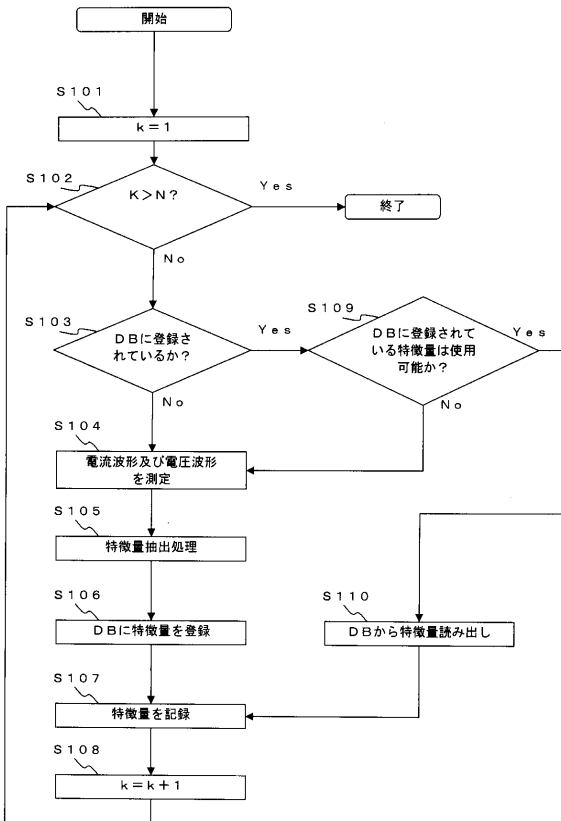 開始
S101
k=1
S102
K>N?
Yes
終了
No
S103
DBに登録さ
れているか?
Yes
S109
DBに登録されて
いる特徴量は使用
可能か?
Yes
No
No
S104
電流波形及び電圧波形
を測定
S105
特徴量抽出処理
S106
DBに特徴量を登録
S110
DBから特徴量読み出し
S107
特徴量を記録
S108
k=k+1